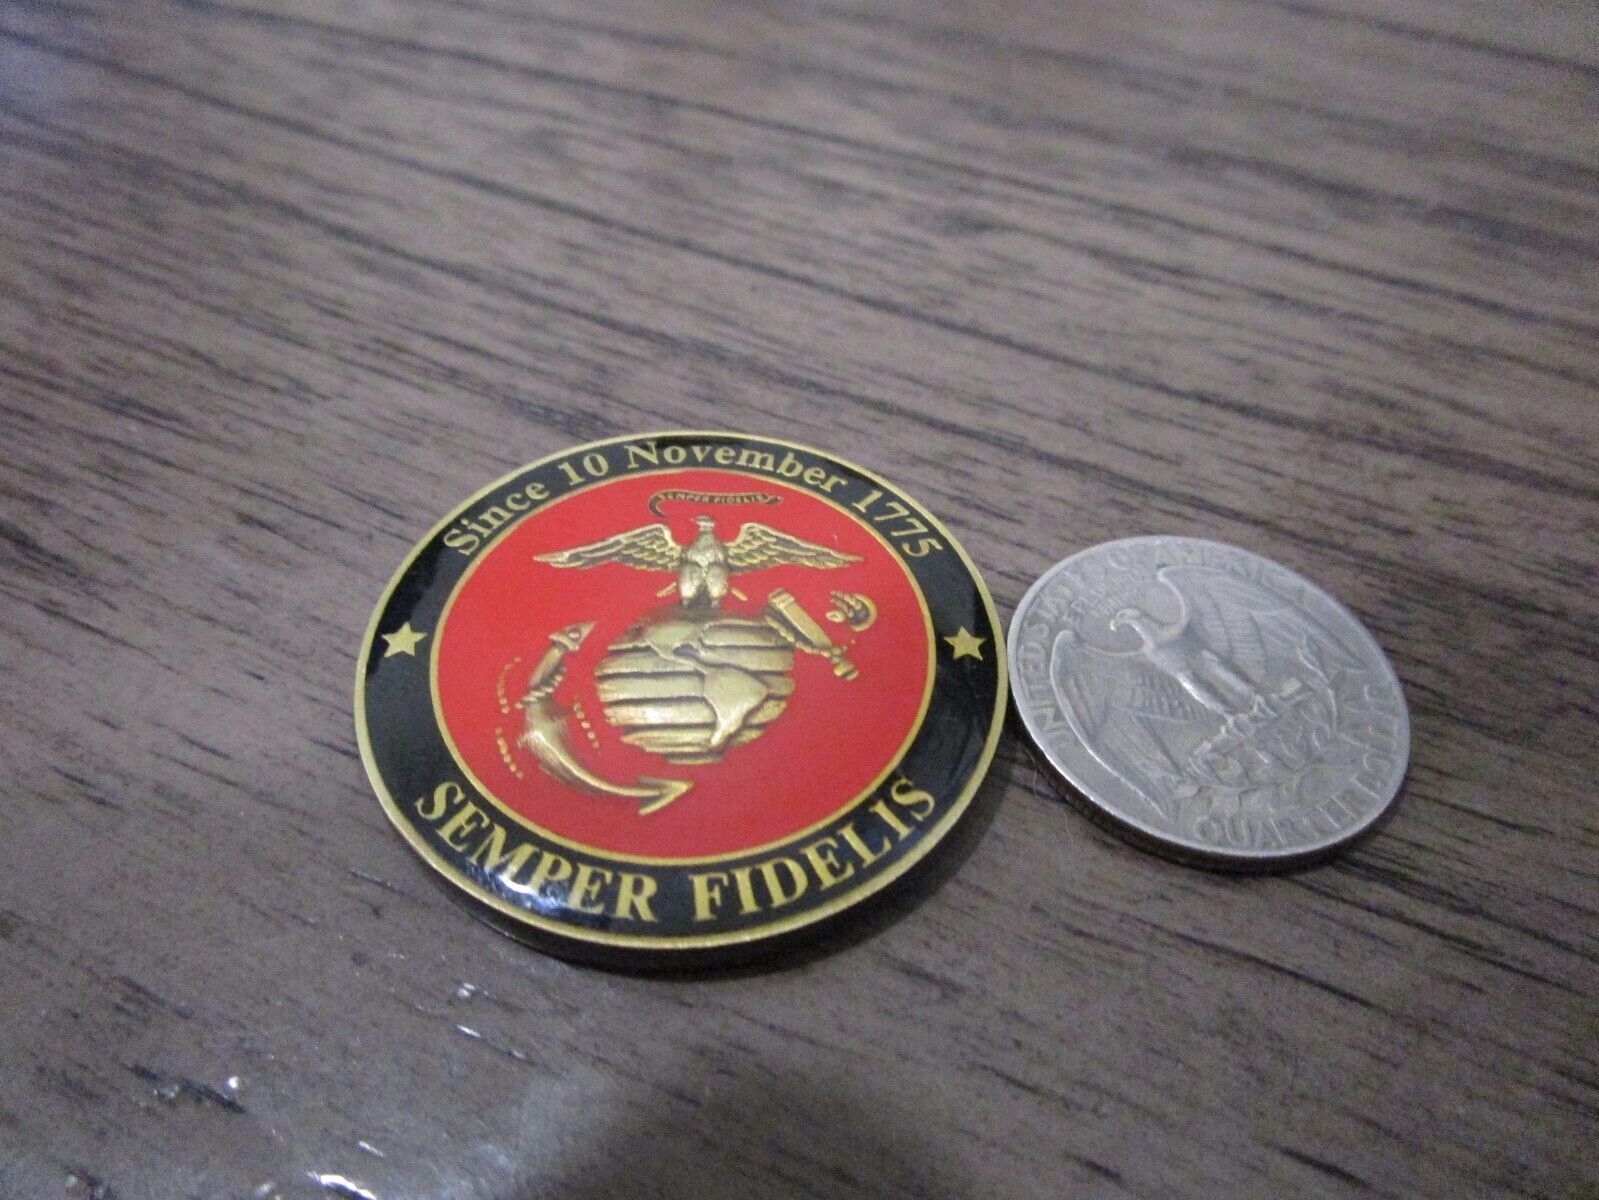 Since 10 November 1775
SEMPER FIDELIS
SEMPER FIDELIS
UNITED STATES OF AMERICA
QUARTER DOLLAR